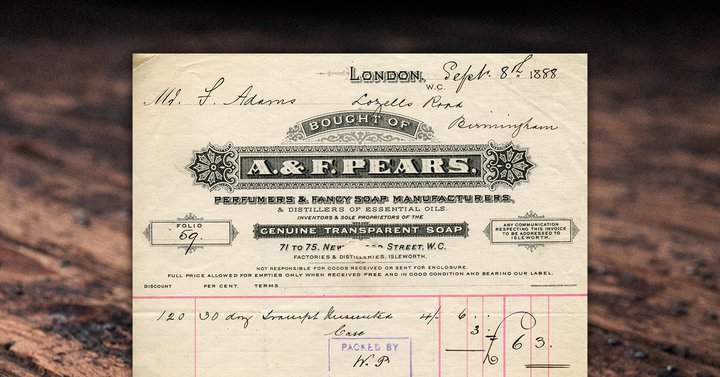 LONDON, Sept. 8th 1888
W.C.
Mr. F. Adams Lozells Road
Birmingham
BOUGHT OF
A. & F. PEARS.
PERFUMERS & FANCY SOAP MANUFACTURERS,
& DISTILLERS OF ESSENTIAL OILS.
INVENTORS & SOLE PROPRIETORS OF THE
GENUINE TRANSPARENT SOAP
FOLIO
69.
ANY COMMUNICATION
RESPECTING THIS INVOICE
TO BE ADDRESSED TO
ISLEWORTH.
71 TO 75, STREET, W.C.
FACTORIES & DISTILLERIES, ISLEWORTH.
NOT RESPONSIBLE FOR GOODS RECEIVED OR SENT FOR ENCLOSURE.
FULL PRICE ALLOWED FOR EMPTIES ONLY WHEN RECEIVED FREE AND IN GOOD CONDITION AND BEARING OUR LABEL.
DISCOUNT PER CENT. TERMS
120 30 doz Transpt Unscented 4/- 6 . .
Case 3 6 3.
PACKED BY
W. P